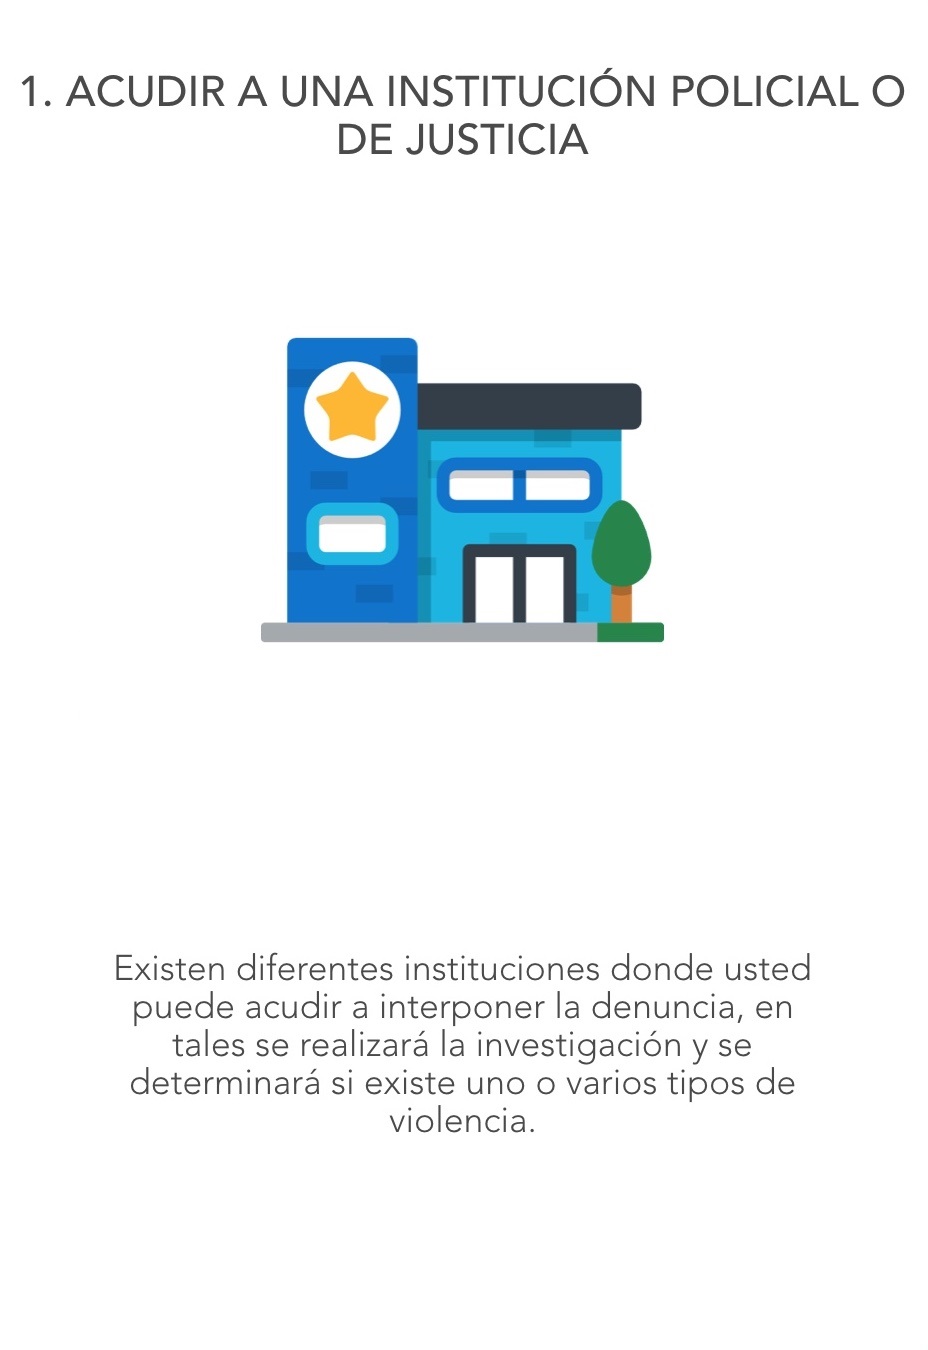 1. ACUDIR A UNA INSTITUCIÓN POLICIAL O
DE JUSTICIA
Existen diferentes instituciones donde usted
puede acudir a interponer la denuncia, en
tales se realizará la investigación y se
determinará si existe uno o varios tipos de
violencia.